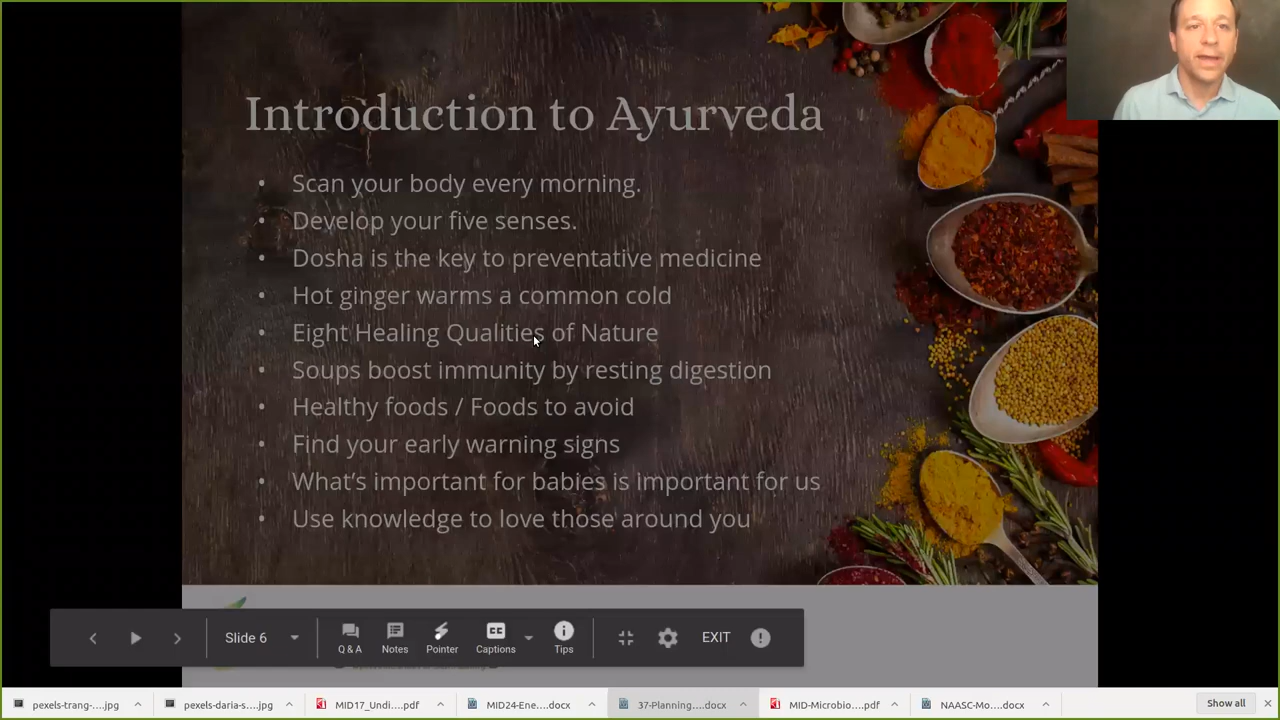 Introduction to Ayurveda
• Scan your body every morning.
• Develop your five senses.
• Dosha is the key to preventative medicine
• Hot ginger warms a common cold
• Eight Healing Qualities of Nature
• Soups boost immunity by resting digestion
• Healthy foods / Foods to avoid
• Find your early warning signs
• What's important for babies is important for us
• Use knowledge to love those around you
Slide 6
Q & A
Notes
Pointer
Captions
Tips
EXIT
pexels-trang-....jpg
pexels-daria-s....jpg
MID17_Undi....pdf
MID24-Ene....docx
37-Planning....docx
MID-Microbio....pdf
NAASC-Mo....docx
Show all